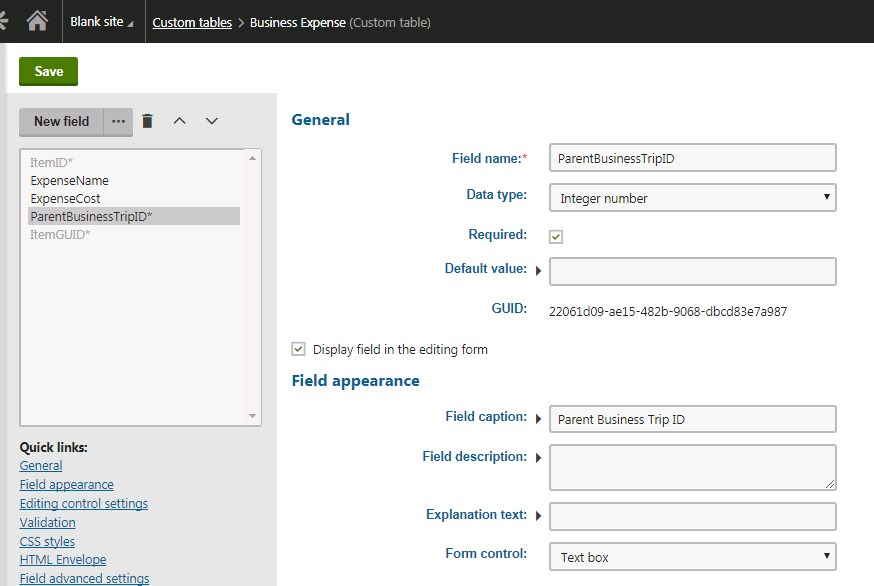 Blank site Custom tables > Business Expense (Custom table)
Save
New field ...
ItemID*
ExpenseName
ExpenseCost
ParentBusinessTripID*
ItemGUID*
Quick links:
General
Field appearance
Editing control settings
Validation
CSS styles
HTML Envelope
Field advanced settings
General
Field name:* ParentBusinessTripID
Data type: Integer number
Required:
Default value:
GUID: 22061d09-ae15-482b-9068-dbcd83e7a987
Display field in the editing form
Field appearance
Field caption: Parent Business Trip ID
Field description:
Explanation text:
Form control: Text box